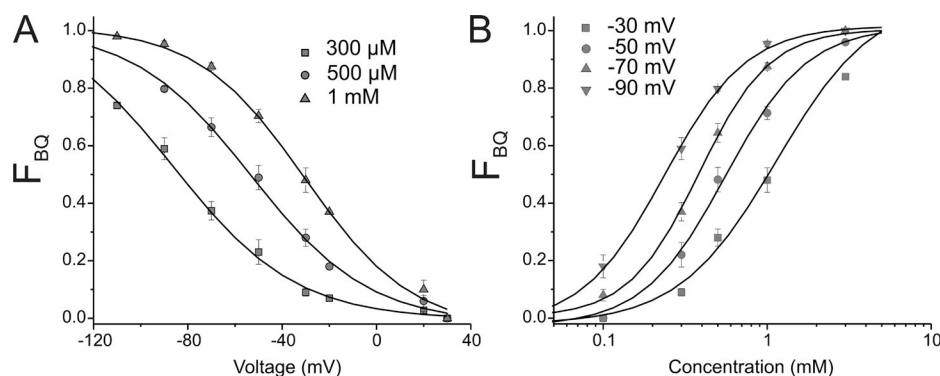 A
F_BQ
1.0
0.8
0.6
0.4
0.2
0.0
-120 -80 -40 0 40
Voltage (mV)
300 µM
500 µM
1 mM
B
F_BQ
1.0
0.8
0.6
0.4
0.2
0.0
0.1 1 10
Concentration (mM)
-30 mV
-50 mV
-70 mV
-90 mV